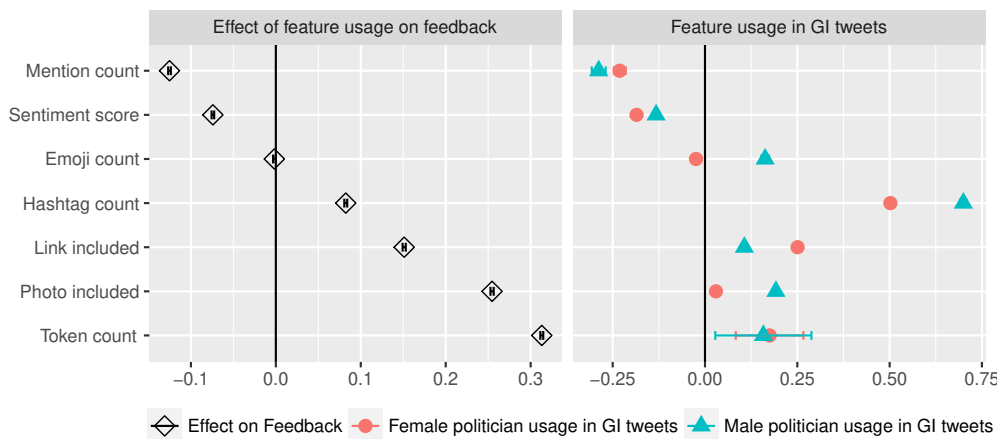 Effect of feature usage on feedback
Feature usage in GI tweets
Mention count
Sentiment score
Emoji count
Hashtag count
Link included
Photo included
Token count
−0.1 0.0 0.1 0.2 0.3
−0.25 0.00 0.25 0.50 0.75
Effect on Feedback Female politician usage in GI tweets Male politician usage in GI tweets